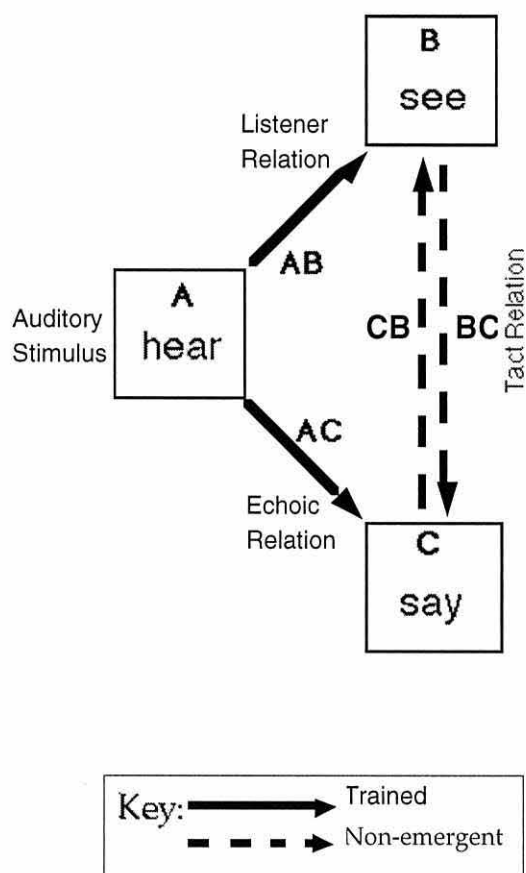 B
see
Listener
Relation
AB
A
hear
Auditory
Stimulus
CB
BC
Tact Relation
AC
Echoic
Relation
C
say
Key:
Trained
Non-emergent